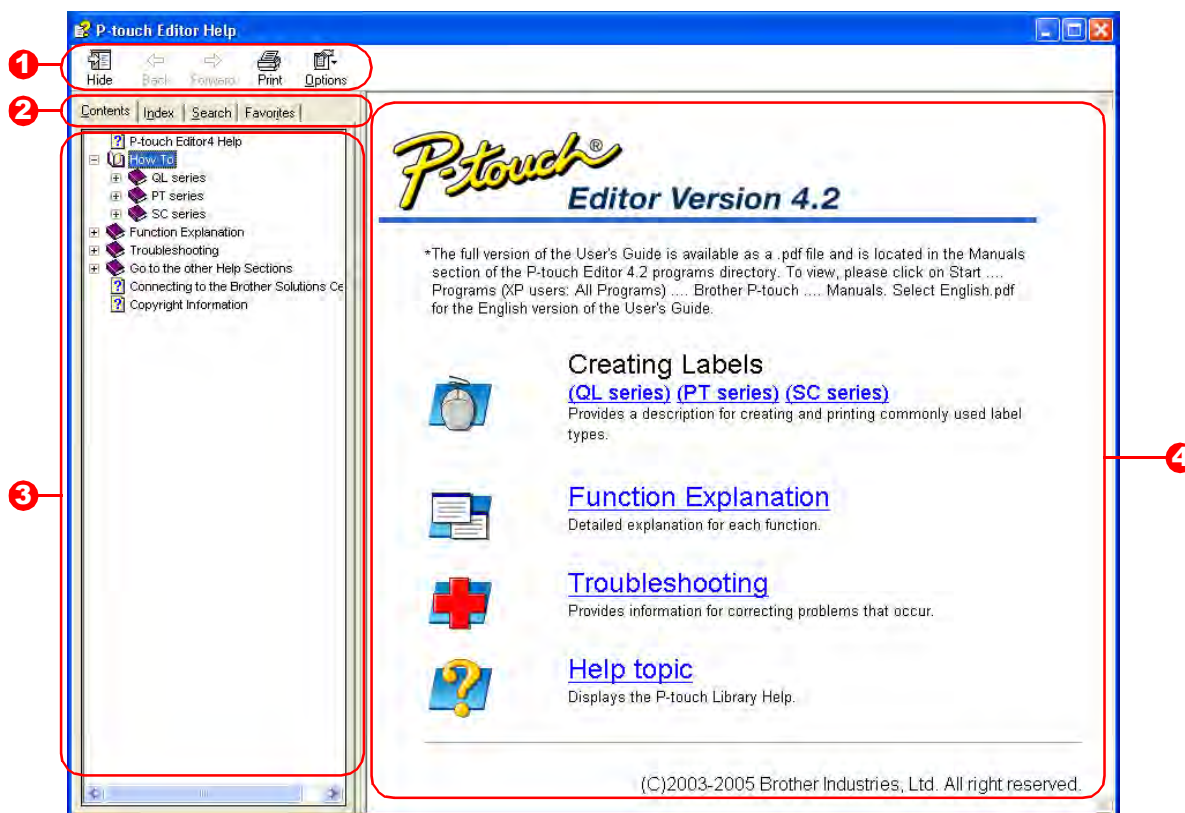 P-touch Editor Help
1
Hide Back Forward Print Options
2
Contents Index Search Favorites
P-touch Editor4 Help
How To
QL series
PT series
SC series
Function Explanation
Troubleshooting
Go to the other Help Sections
Connecting to the Brother Solutions Ce
Copyright Information
3
P-touch®
Editor Version 4.2
*The full version of the User's Guide is available as a .pdf file and is located in the Manuals
section of the P-touch Editor 4.2 programs directory. To view, please click on Start ....
Programs (XP users: All Programs) .... Brother P-touch .... Manuals. Select English.pdf
for the English version of the User's Guide.
Creating Labels
(QL series) (PT series) (SC series)
Provides a description for creating and printing commonly used label
types.
4
Function Explanation
Detailed explanation for each function.
Troubleshooting
Provides information for correcting problems that occur.
Help topic
Displays the P-touch Library Help.
(C)2003-2005 Brother Industries, Ltd. All right reserved.